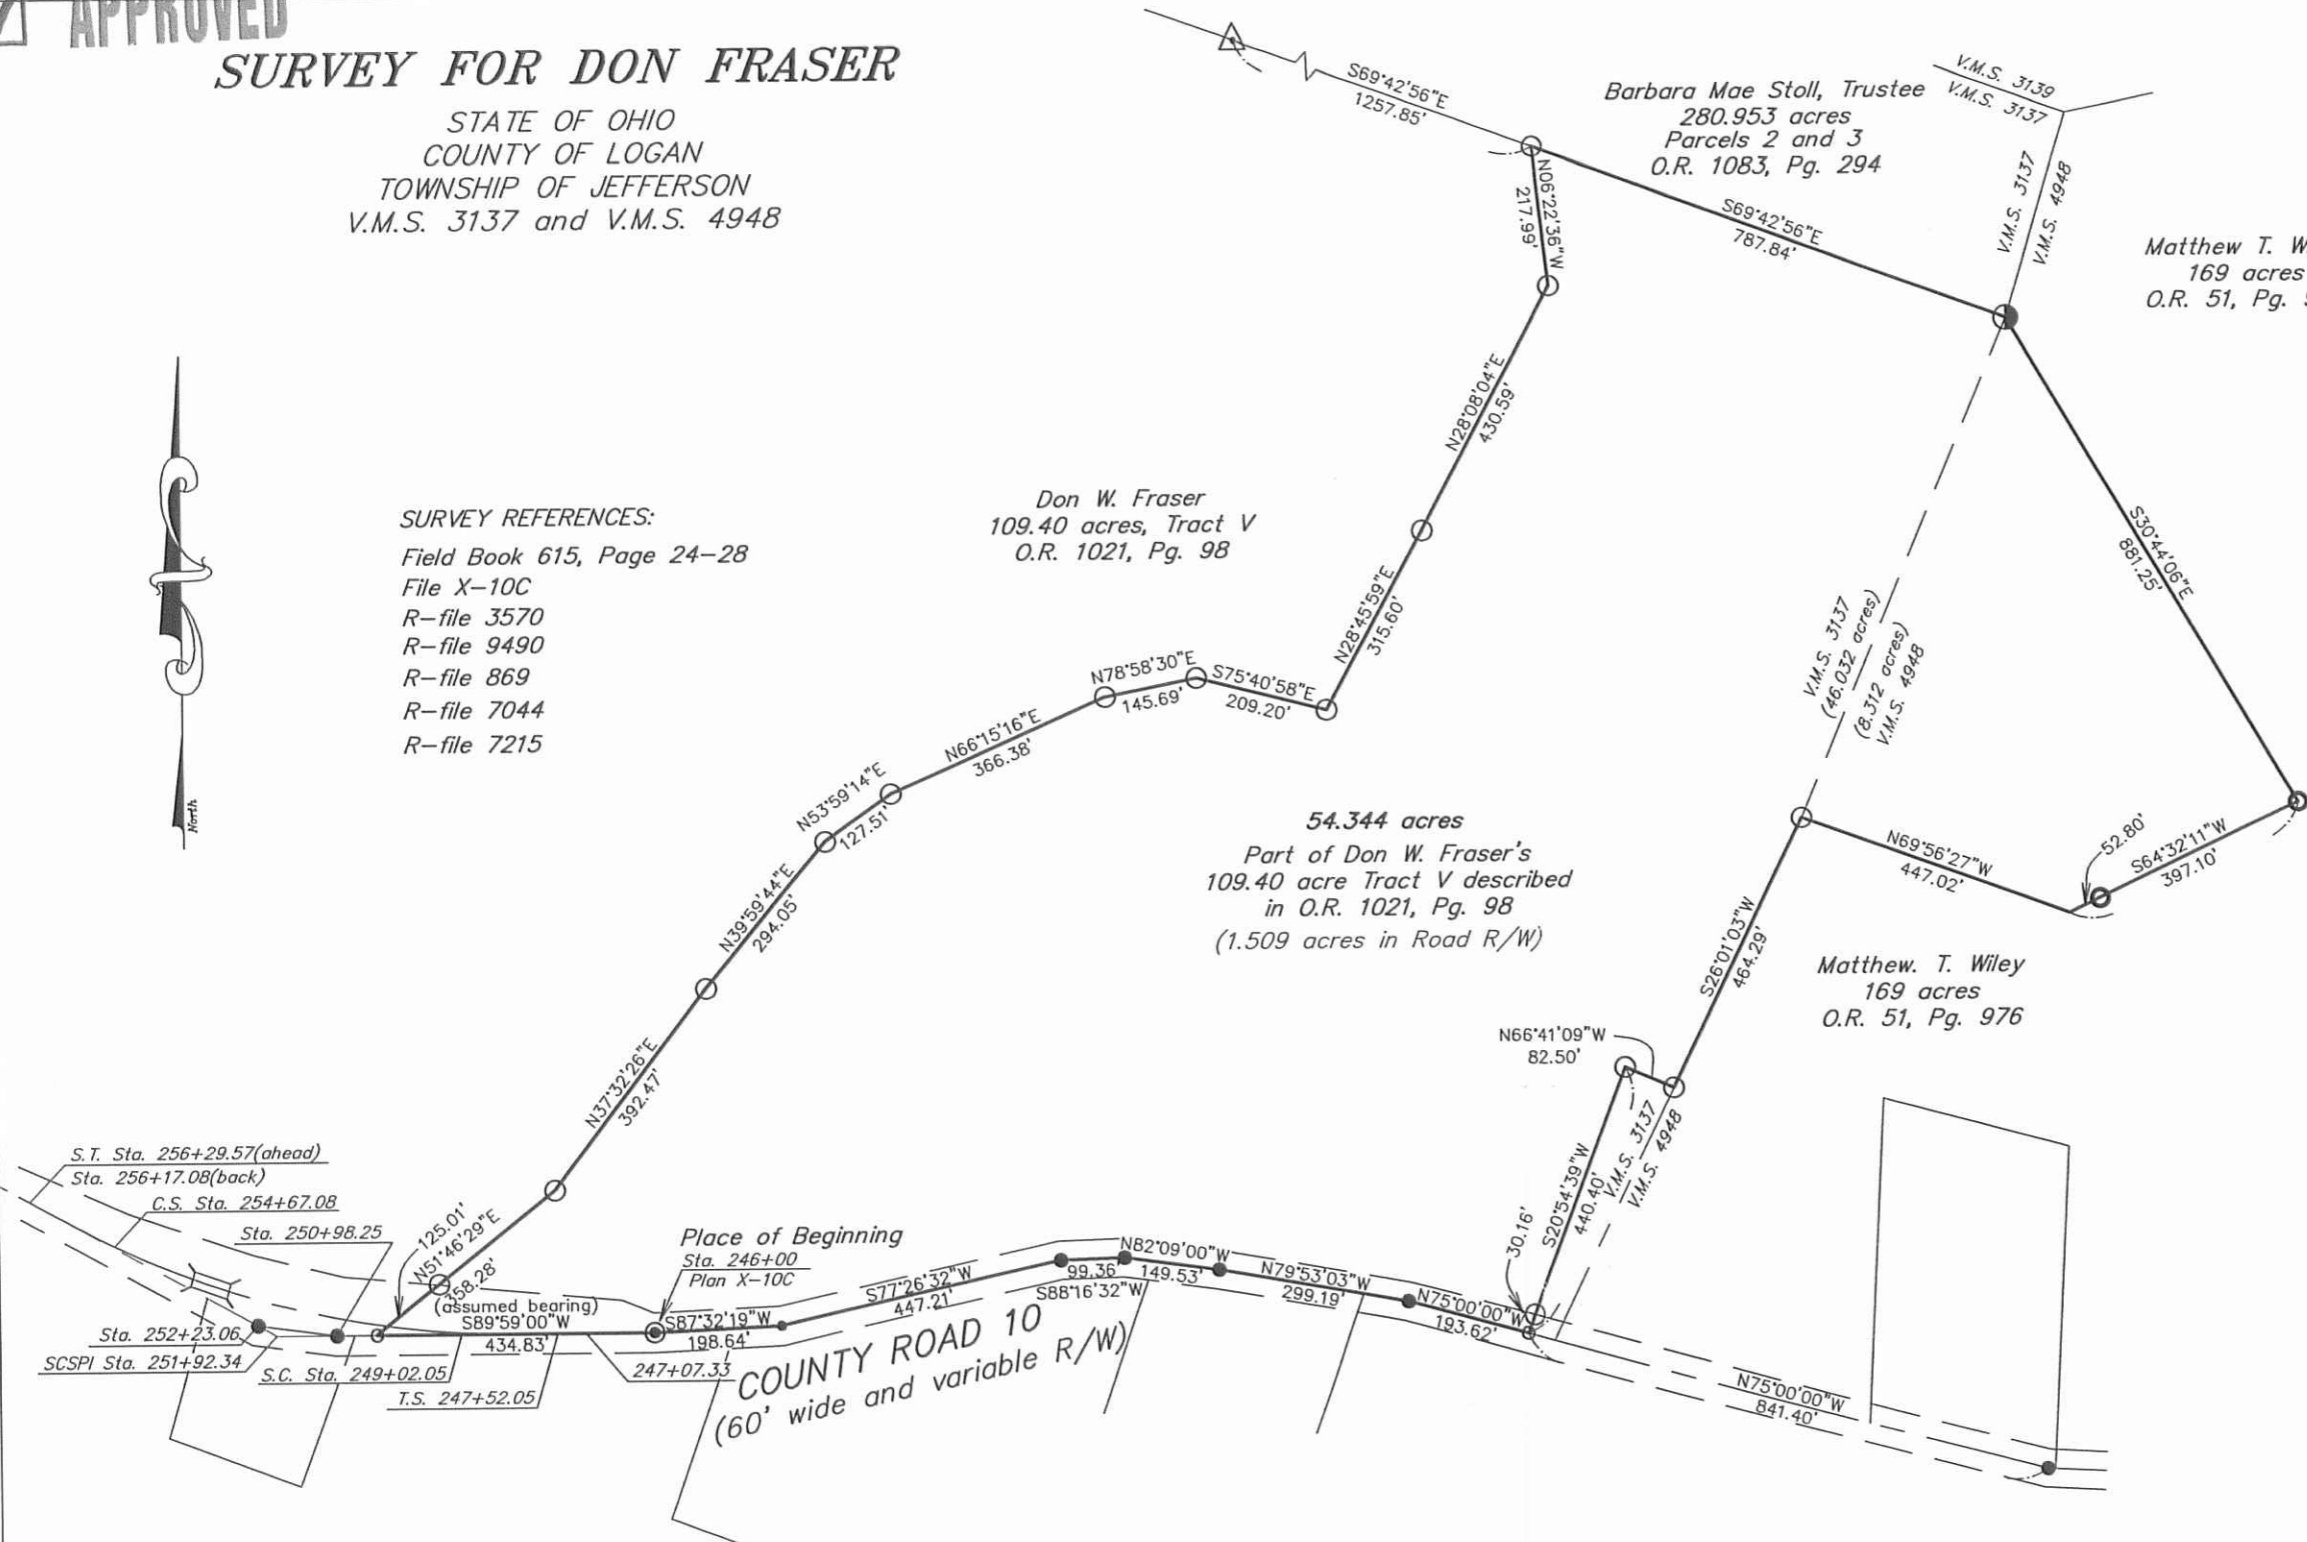 APPROVED
SURVEY FOR DON FRASER
STATE OF OHIO
COUNTY OF LOGAN
TOWNSHIP OF JEFFERSON
V.M.S. 3137 and V.M.S. 4948
S69°42'56"E
1257.85'
Barbara Mae Stoll, Trustee
280.953 acres
Parcels 2 and 3
O.R. 1083, Pg. 294
V.M.S. 3139
V.M.S. 3137
V.M.S. 3137
V.M.S. 4948
Matthew T.
169 acres
O.R. 51, Pg.
N06°22'36"W
217.99'
S69°42'56"E
787.84'
N28°08'04"E
430.59'
S30°44'06"E
881.25'
North
SURVEY REFERENCES:
Field Book 615, Page 24-28
File X-10C
R-file 3570
R-file 9490
R-file 869
R-file 7044
R-file 7215
Don W. Fraser
109.40 acres, Tract V
O.R. 1021, Pg. 98
N28°45'59"E
315.60'
V.M.S. 3137
(46.032 acres)
(8.312 acres)
V.M.S. 4948
N78°58'30"E
145.69'
S75°40'58"E
209.20'
N66°15'16"E
366.38'
N53°59'14"E
127.51'
N39°59'44"E
294.05'
54.344 acres
Part of Don W. Fraser's
109.40 acre Tract V described
in O.R. 1021, Pg. 98
(1.509 acres in Road R/W)
N69°56'27"W
447.02'
52.80'
S64°32'11"W
397.10'
S26°01'03"W
464.29'
Matthew. T. Wiley
169 acres
O.R. 51, Pg. 976
N66°41'09"W
82.50'
N37°32'26"E
392.47'
V.M.S. 3137
V.M.S. 4948
S20°54'39"W
440.40'
30.16'
S.T. Sta. 256+29.57(ahead)
Sta. 256+17.08(back)
C.S. Sta. 254+67.08
Sta. 250+98.25
125.01'
N51°46'29"E
358.28'
(assumed bearing)
S89°59'00"W
434.83'
Place of Beginning
Sta. 246+00
Plan X-10C
S87°32'19"W
198.64'
S77°26'32"W
447.21'
99.36'
S88°16'32"W
N82°09'00"W
149.53'
N79°53'03"W
299.19'
N75°00'00"W
193.62'
Sta. 252+23.06
SCSPI Sta. 251+92.34
S.C. Sta. 249+02.05
T.S. 247+52.05
247+07.33
COUNTY ROAD 10
(60' wide and variable R/W)
N75°00'00"W
841.40'